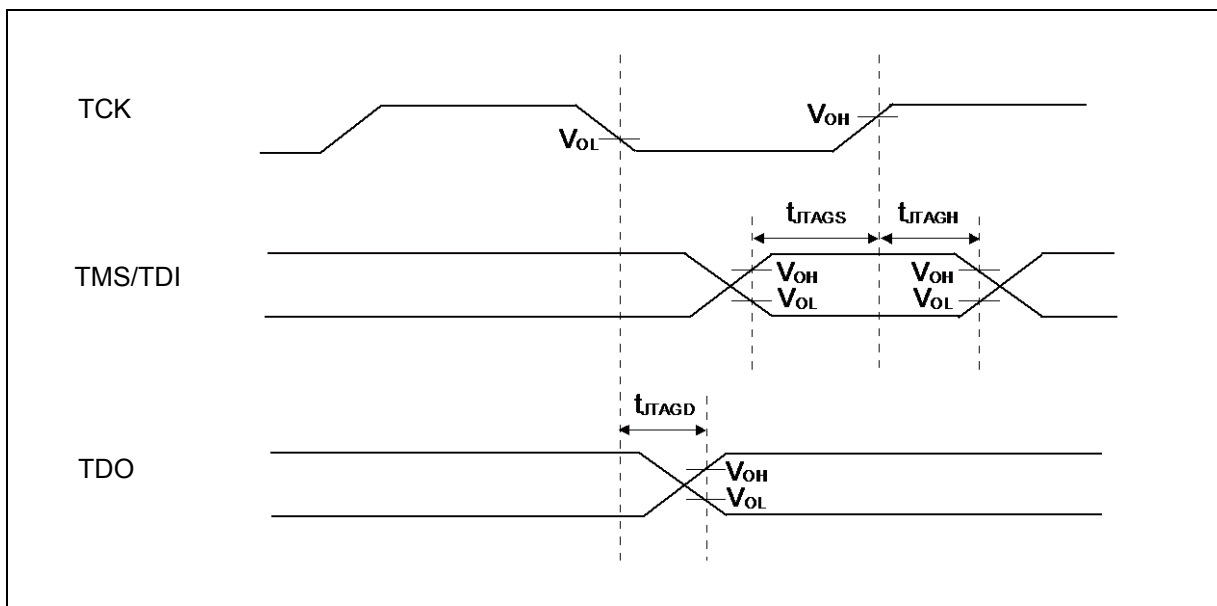 TCK
VOL
VOH
tJTAGS
tJTAGH
TMS/TDI
VOH
VOL
VOH
VOL
tJTAGD
TDO
VOH
VOL